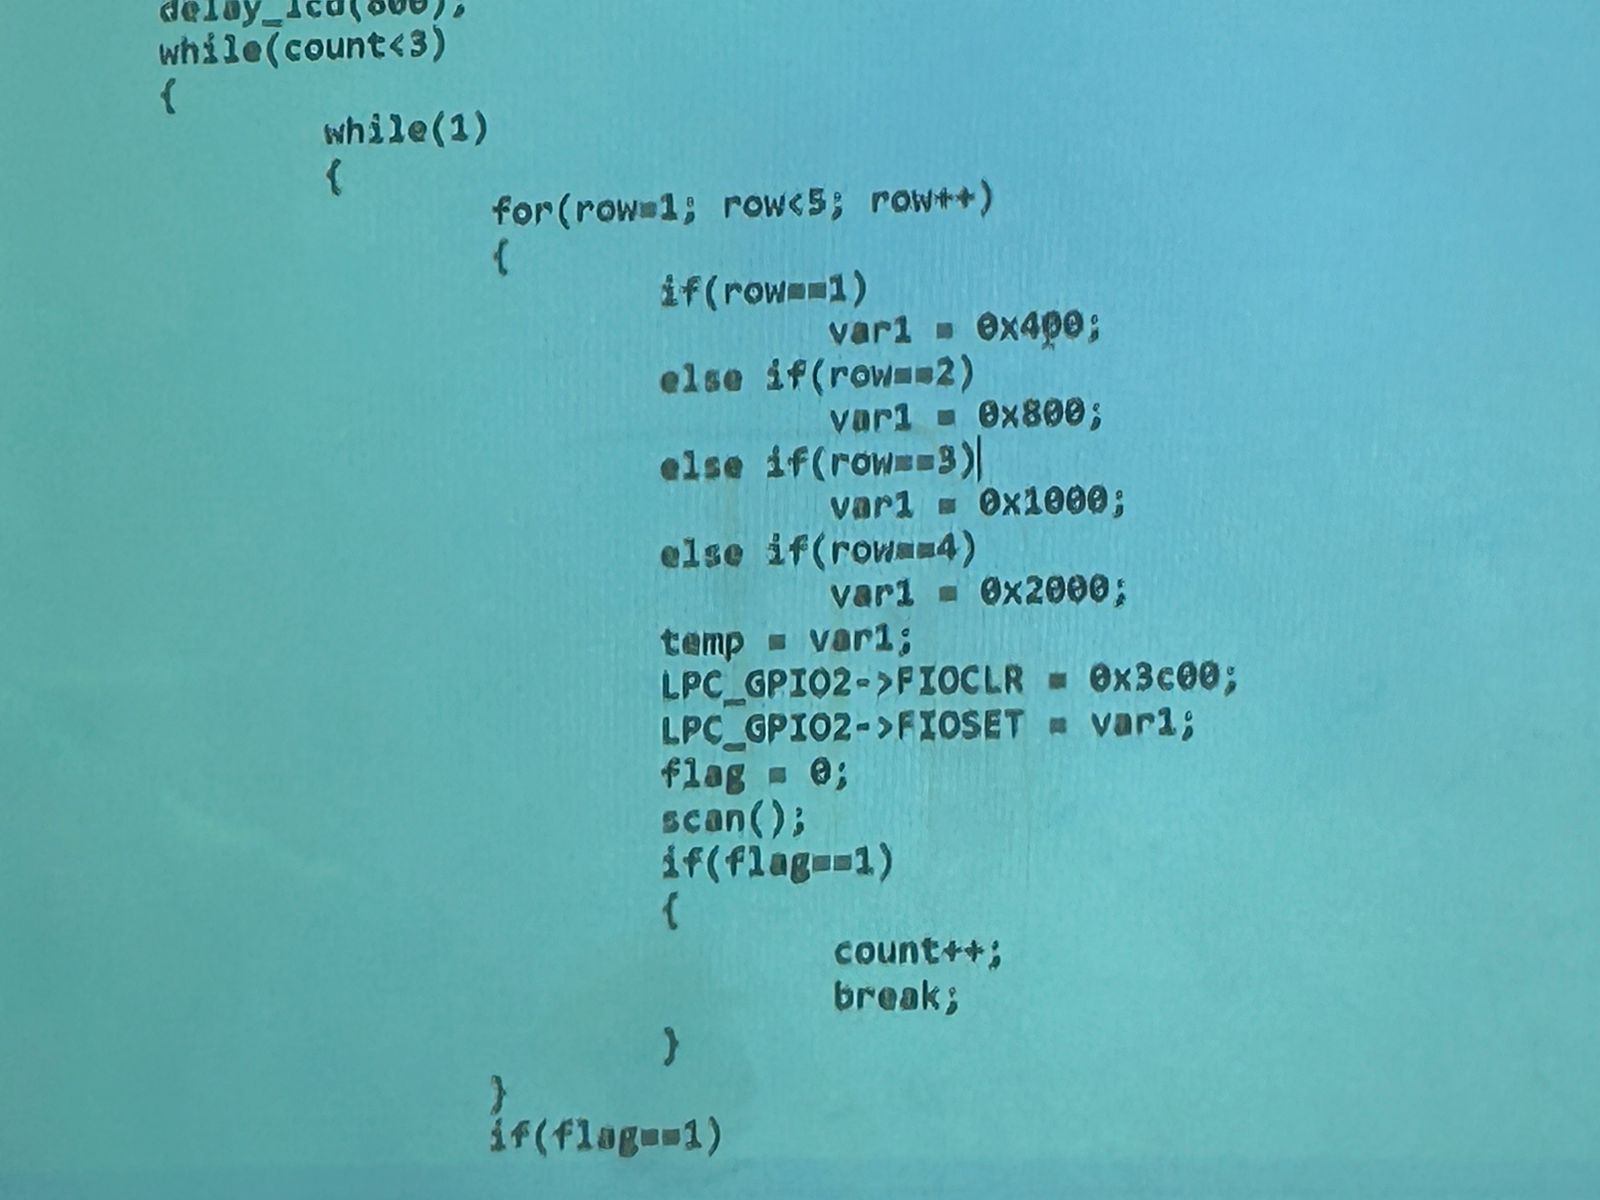 delay_lcd(800);
while(count<3)
{
while(1)
{
for(row=1; row<5; row++)
{
if(row==1)
var1 = 0x400;
else if(row==2)
var1 = 0x800;
else if(row==3)
var1 = 0x1000;
else if(row==4)
var1 = 0x2000;
temp = var1;
LPC_GPIO2->FIOCLR = 0x3c00;
LPC_GPIO2->FIOSET = var1;
flag = 0;
scan();
if(flag==1)
{
count++;
break;
}
}
if(flag==1)